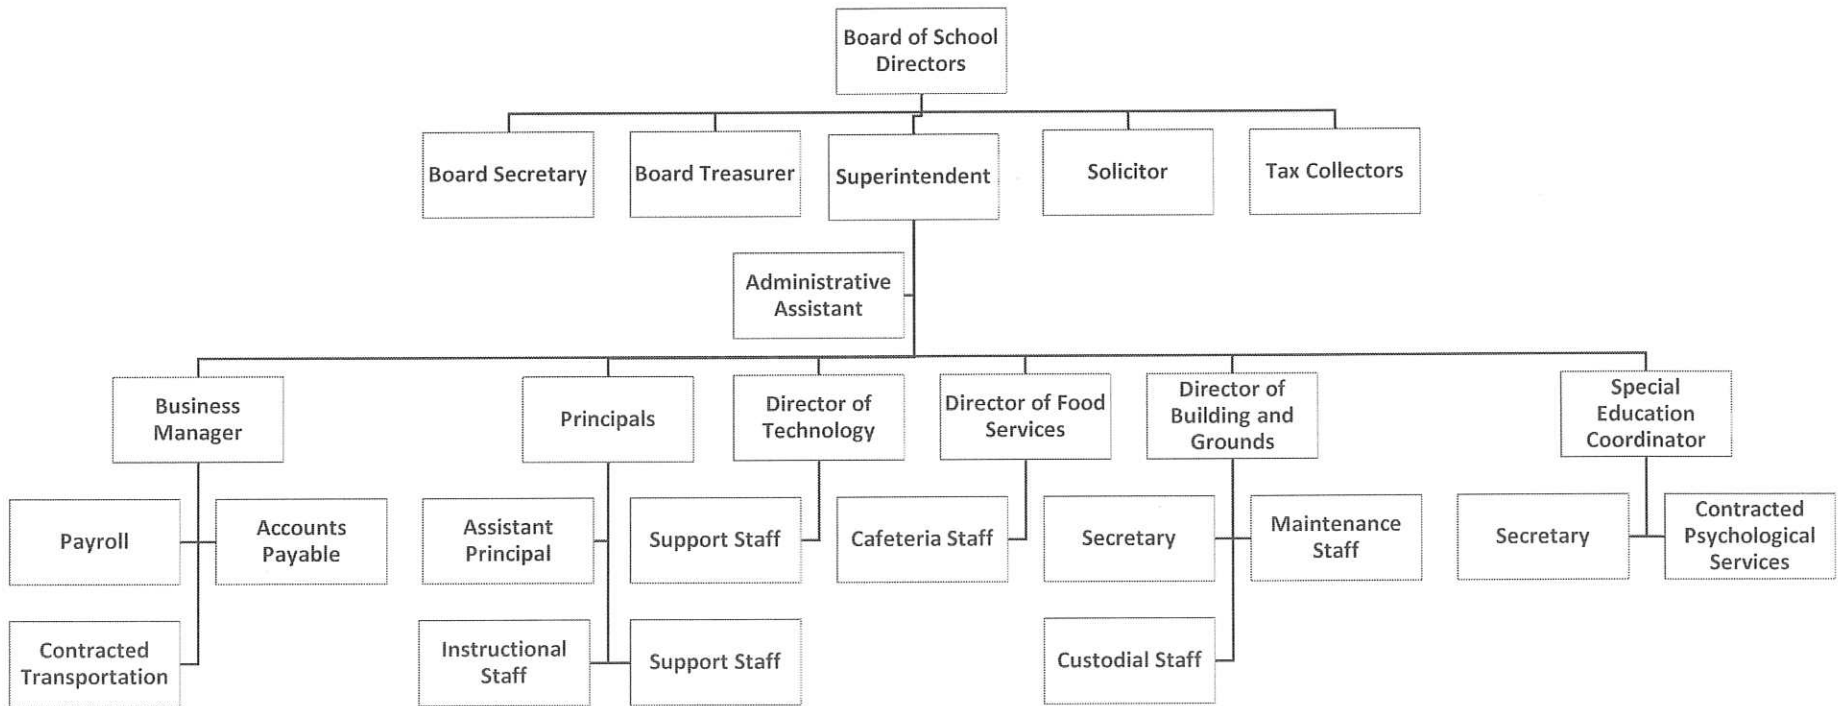 Board of School
Directors
Board Secretary
Board Treasurer
Superintendent
Solicitor
Tax Collectors
Administrative
Assistant
Business
Manager
Principals
Director of
Technology
Director of Food
Services
Director of
Building and
Grounds
Special
Education
Coordinator
Payroll
Accounts
Payable
Assistant
Principal
Support Staff
Cafeteria Staff
Secretary
Maintenance
Staff
Secretary
Contracted
Psychological
Services
Contracted
Transportation
Instructional
Staff
Support Staff
Custodial Staff